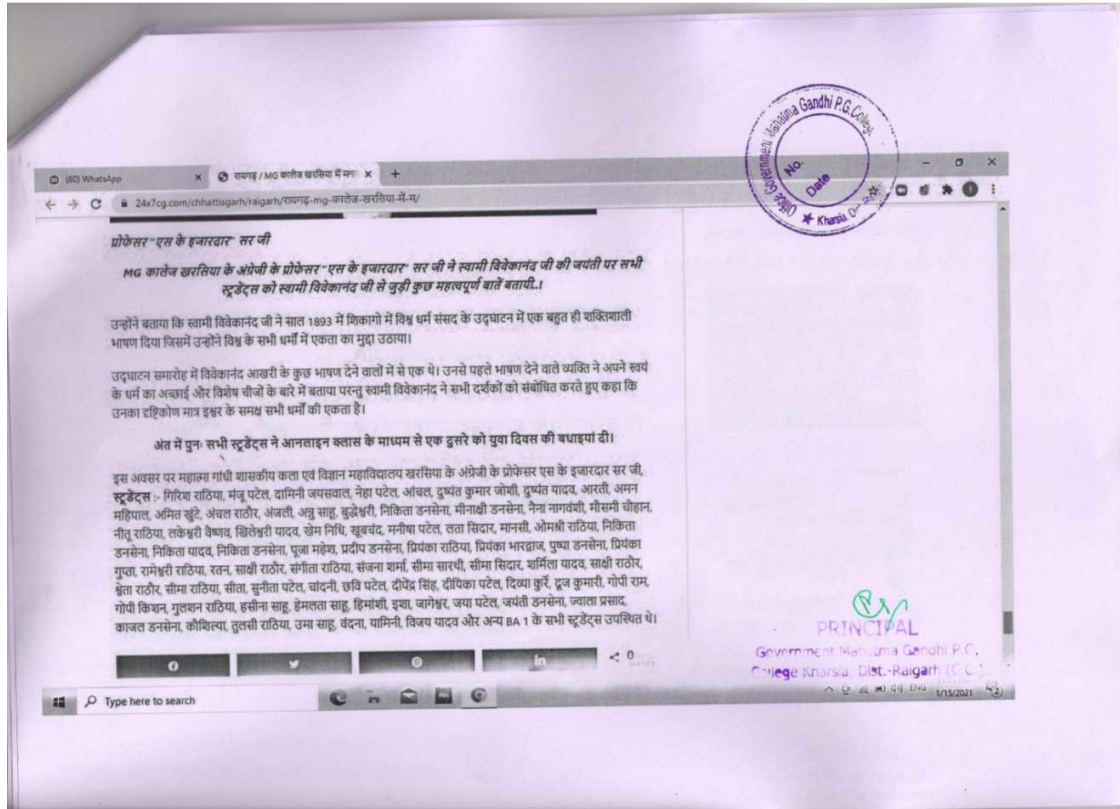 Office Government Mahatma Gandhi P.G. College
No.
Date
Kharsia
(80) WhatsApp
रायगढ़ / MG कालेज खरसिया में मना
24x7cg.com/chhattisgarh/raigarh/रायगढ़-mg-कालेज-खरसिया-में-म/
प्रोफेसर "एस के इजारदार" सर जी
MG कालेज खरसिया के अंग्रेजी के प्रोफेसर "एस के इजारदार" सर जी ने स्वामी विवेकानंद जी की जयंती पर सभी
स्टूडेंट्स को स्वामी विवेकानंद जी से जुड़ी कुछ महत्वपूर्ण बातें बतायी..!
उन्होंने बताया कि स्वामी विवेकानंद जी ने साल 1893 में शिकागो में विश्व धर्म संसद के उद्घाटन में एक बहुत ही शक्तिशाली
भाषण दिया जिसमें उन्होंने विश्व के सभी धर्मों में एकता का मुद्दा उठाया।
उद्घाटन समारोह में विवेकानंद आखरी के कुछ भाषण देने वालों में से एक थे। उनसे पहले भाषण देने वाले व्यक्ति ने अपने स्वयं
के धर्म का अच्छाई और विशेष चीजों के बारे में बताया परन्तु स्वामी विवेकानंद ने सभी दर्शकों को संबोधित करते हुए कहा कि
उनका दृष्टिकोण मात्र इश्वर के समक्ष सभी धर्मों की एकता है।
अंत में पुनः सभी स्टूडेंट्स ने आनलाइन क्लास के माध्यम से एक दुसरे को युवा दिवस की बधाइयां दी।
इस अवसर पर महात्मा गांधी शासकीय कला एवं विज्ञान महाविद्यालय खरसिया के अंग्रेजी के प्रोफेसर एस के इजारदार सर जी,
स्टूडेंट्स :- गिरिश राठिया, मंजू पटेल, दामिनी जयसवाल, नेहा पटेल, आंचल, दुष्यंत कुमार जोशी, दुष्यंत यादव, आरती, अमन
महिपाल, अमित खुंटे, अंचल राठौर, अंजली, अन्नु साहू, बुद्धेश्वरी, निकिता डनसेना, मीनाक्षी डनसेना, नैना नागवंशी, मौसमी चौहान,
नीतू राठिया, लकेश्वरी वैष्णव, खिलेश्वरी यादव, खेम निधि, खूबचंद, मनीषा पटेल, लता सिदार, मानसी, ओमश्री राठिया, निकिता
डनसेना, निकिता यादव, निकिता डनसेना, पूजा महेश, प्रदीप डनसेना, प्रियंका राठिया, प्रियंका भारद्वाज, पुष्पा डनसेना, प्रियंका
गुप्ता, रामेश्वरी राठिया, रतन, साक्षी राठौर, संगीता राठिया, संजना शर्मा, सीमा सारथी, सीमा सिदार, शर्मिला यादव, साक्षी राठौर,
श्वेता राठौर, सीमा राठिया, सीता, सुनीता पटेल, चांदनी, छवि पटेल, दीपेंद्र सिंह, दीपिका पटेल, दिव्या कुर्रे, दूज कुमारी, गोपी राम,
गोपी किशन, गुलशन राठिया, हसीना साहू, हेमलता साहू, हिमांशी, इशा, जागेश्वर, जया पटेल, जयंती डनसेना, ज्वाला प्रसाद,
काजल डनसेना, कौशिल्या, तुलसी राठिया, उमा साहू, वंदना, यामिनी, विजय यादव और अन्य BA 1 के सभी स्टूडेंट्स उपस्थित थे।
0
PRINCIPAL
Government Mahatma Gandhi P.G.
College Kharsia, Dist.-Raigarh (C.G.)
Type here to search
ENG
1/15/2021
2